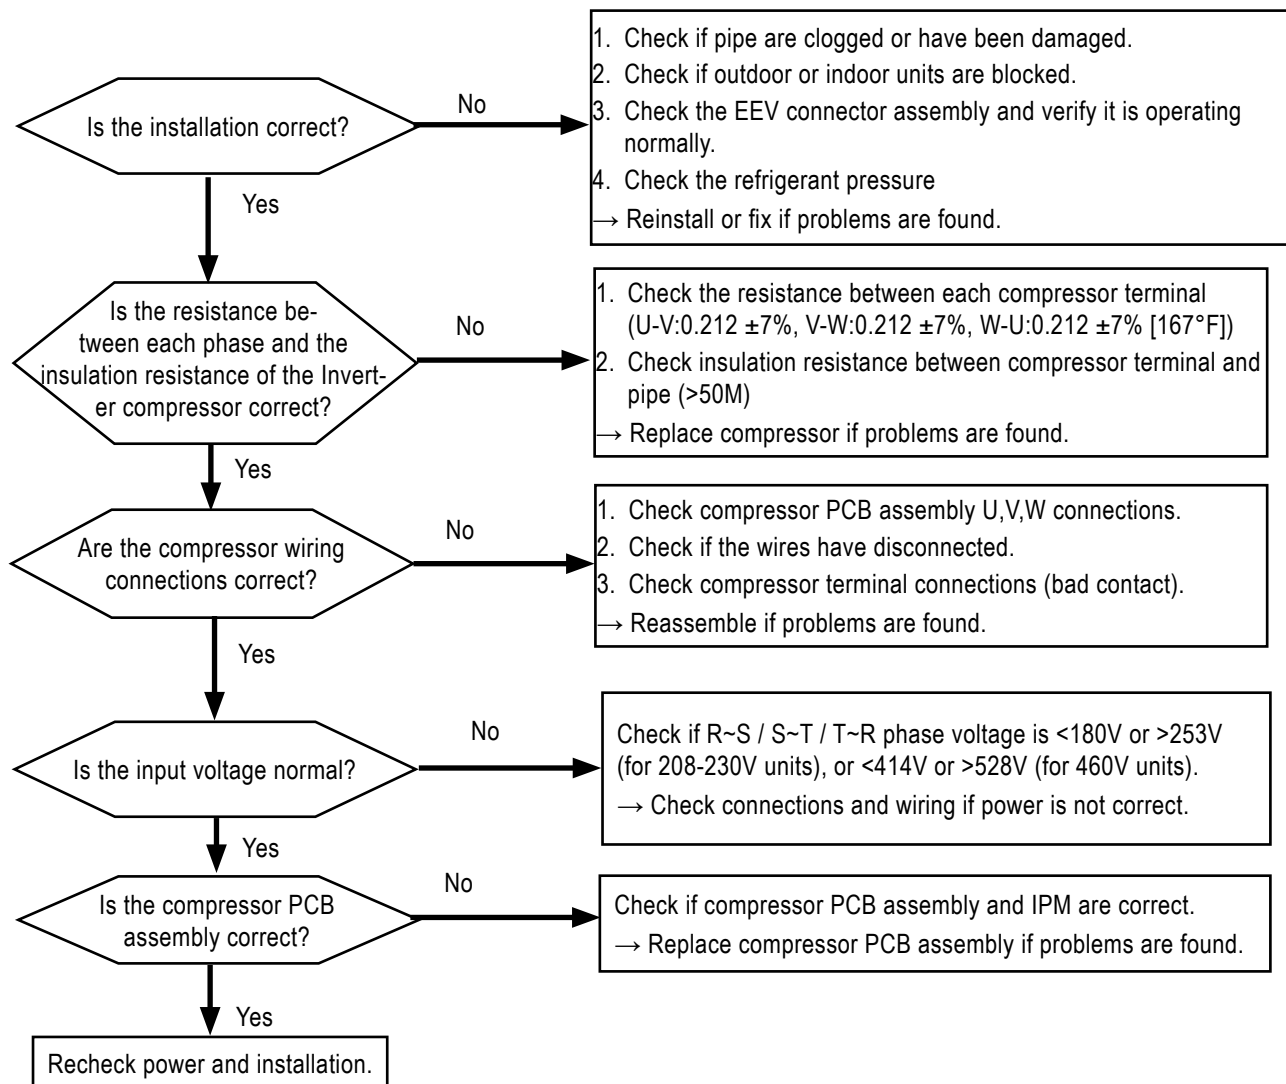 Is the installation correct?
No
1. Check if pipe are clogged or have been damaged.
2. Check if outdoor or indoor units are blocked.
3. Check the EEV connector assembly and verify it is operating
normally.
4. Check the refrigerant pressure
→ Reinstall or fix if problems are found.
Yes
Is the resistance be-
tween each phase and the
insulation resistance of the Invert-
er compressor correct?
No
1. Check the resistance between each compressor terminal
(U-V:0.212 ±7%, V-W:0.212 ±7%, W-U:0.212 ±7% [167°F])
2. Check insulation resistance between compressor terminal and
pipe (>50M)
→ Replace compressor if problems are found.
Yes
Are the compressor wiring
connections correct?
No
1. Check compressor PCB assembly U,V,W connections.
2. Check if the wires have disconnected.
3. Check compressor terminal connections (bad contact).
→ Reassemble if problems are found.
Yes
Is the input voltage normal?
No
Check if R~S / S~T / T~R phase voltage is <180V or >253V
(for 208-230V units), or <414V or >528V (for 460V units).
→ Check connections and wiring if power is not correct.
Yes
Is the compressor PCB
assembly correct?
No
Check if compressor PCB assembly and IPM are correct.
→ Replace compressor PCB assembly if problems are found.
Yes
Recheck power and installation.